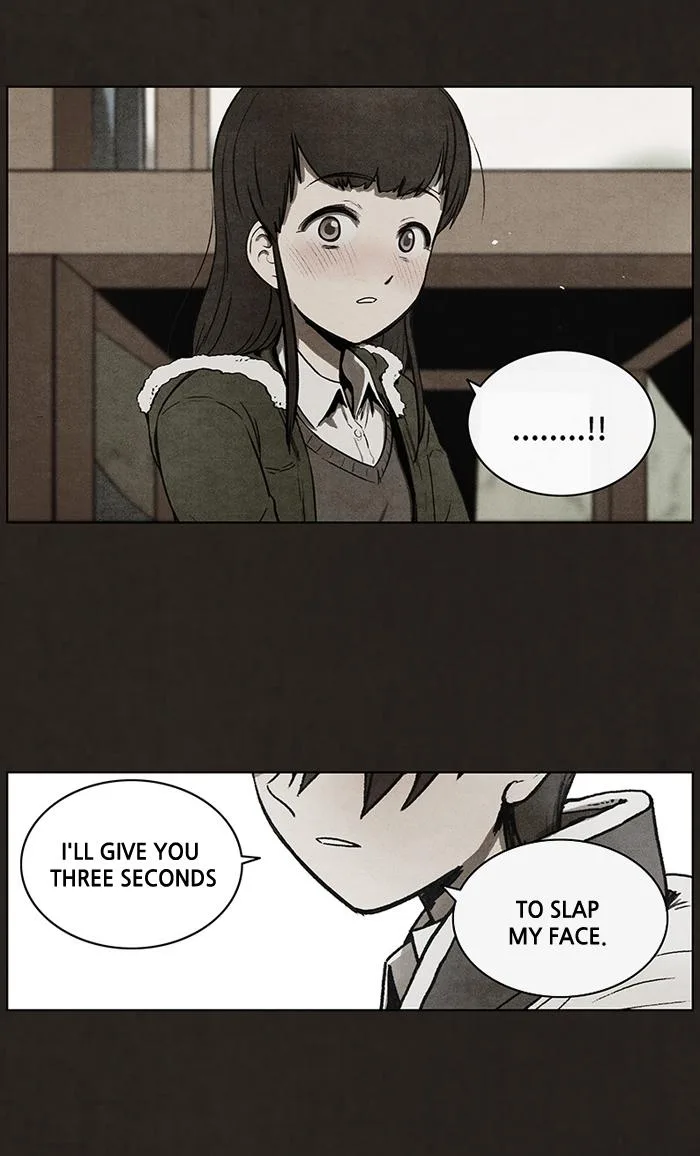 ........!!
I'LL GIVE YOU
THREE SECONDS
TO SLAP
MY FACE.